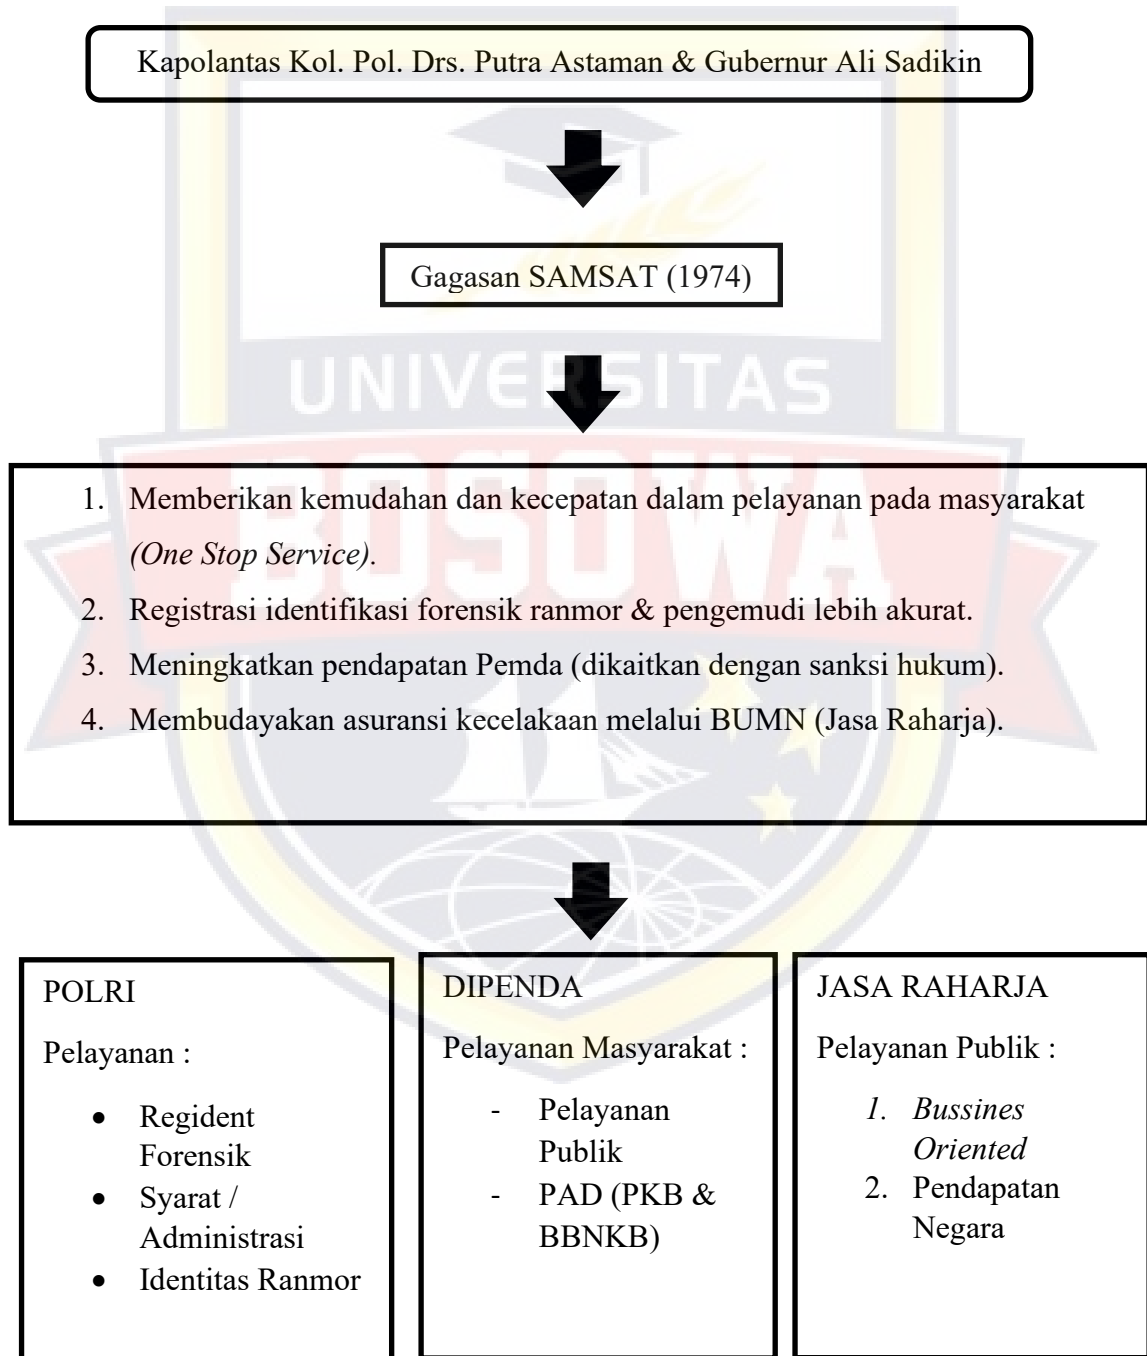 Kapolantas Kol. Pol. Drs. Putra Astaman & Gubernur Ali Sadikin
Gagasan SAMSAT (1974)
UNIVERSITAS
BOSOWA
1. Memberikan kemudahan dan kecepatan dalam pelayanan pada masyarakat
(One Stop Service).
2. Registrasi identifikasi forensik ranmor & pengemudi lebih akurat.
3. Meningkatkan pendapatan Pemda (dikaitkan dengan sanksi hukum).
4. Membudayakan asuransi kecelakaan melalui BUMN (Jasa Raharja).
POLRI
Pelayanan :
• Regident
Forensik
• Syarat /
Administrasi
• Identitas Ranmor
DIPENDA
Pelayanan Masyarakat :
- Pelayanan
Publik
- PAD (PKB &
BBNKB)
JASA RAHARJA
Pelayanan Publik :
1. Bussines
Oriented
2. Pendapatan
Negara